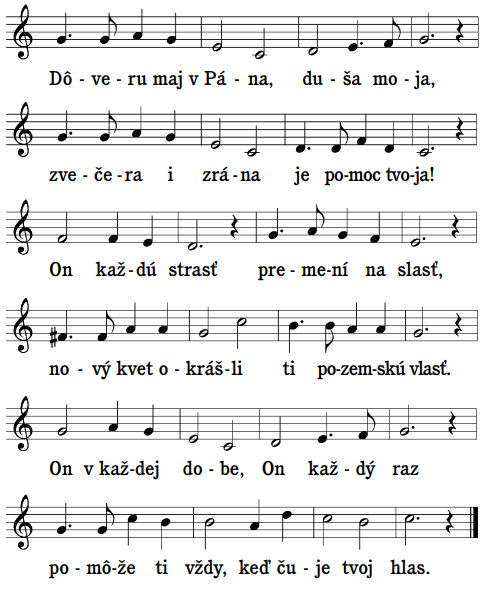 Dô - ve - ru maj v Pá - na, du - ša mo - ja,
zve - če - ra i zrá - na je po-moc tvo-ja!
On kaž - dú strasť pre - me - ní na slasť,
no - vý kvet o - kráš - li ti po-zem-skú vlasť.
On v kaž - dej do - be, On kaž - dý raz
po - mô - že ti vždy, keď ču - je tvoj hlas.